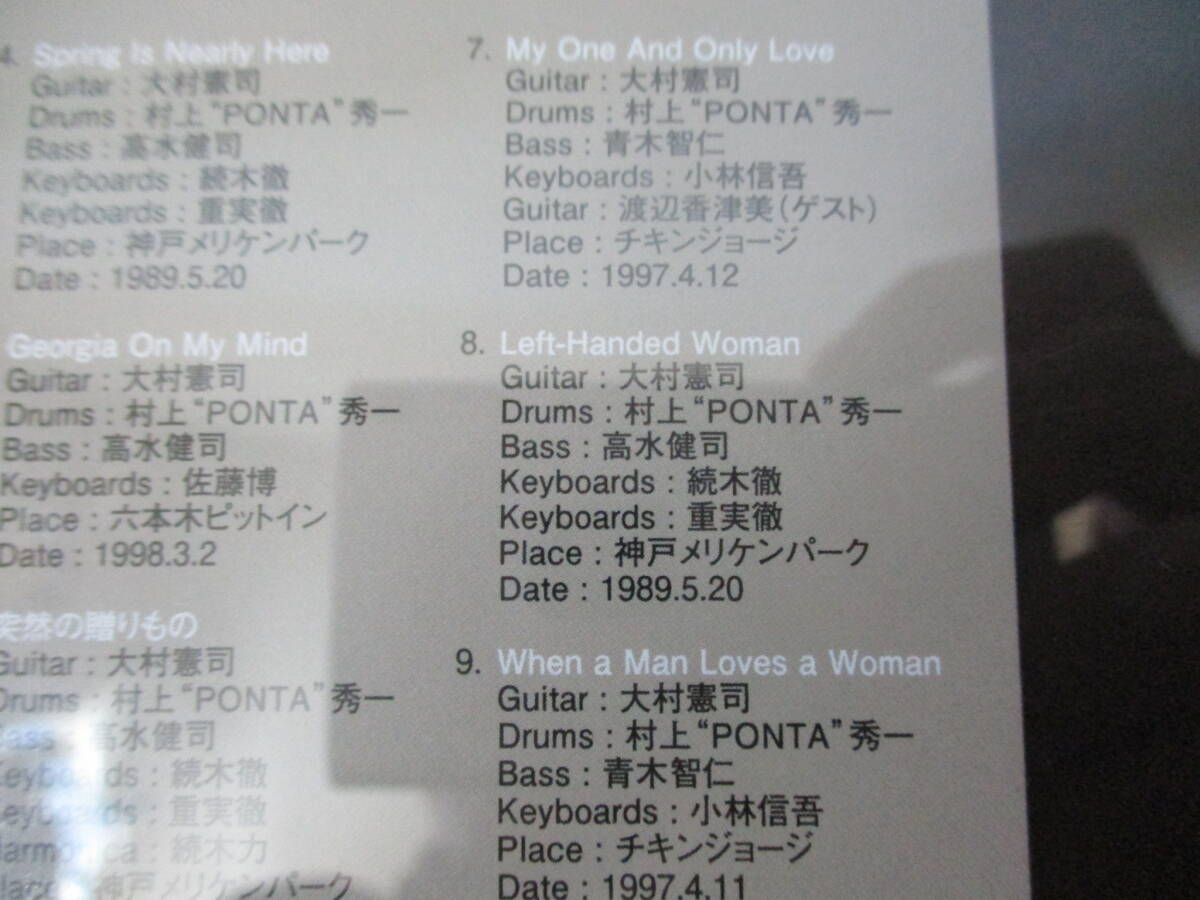 4. Spring Is Nearly Here
Guitar : 大村憲司
Drums : 村上“PONTA”秀一
Bass : 高水健司
Keyboards : 続木徹
Keyboards : 重実徹
Place : 神戸メリケンパーク
Date : 1989.5.20
Georgia On My Mind
Guitar : 大村憲司
Drums : 村上“PONTA”秀一
Bass : 高水健司
Keyboards : 佐藤博
Place : 六本木ピットイン
Date : 1998.3.2
突然の贈りもの
Guitar : 大村憲司
Drums : 村上“PONTA”秀一
Bass : 高水健司
Keyboards : 続木徹
Keyboards : 重実徹
Harmonica : 続木力
Place : 神戸メリケンパーク
7. My One And Only Love
Guitar : 大村憲司
Drums : 村上“PONTA”秀一
Bass : 青木智仁
Keyboards : 小林信吾
Guitar : 渡辺香津美(ゲスト)
Place : チキンジョージ
Date : 1997.4.12
8. Left-Handed Woman
Guitar : 大村憲司
Drums : 村上“PONTA”秀一
Bass : 高水健司
Keyboards : 続木徹
Keyboards : 重実徹
Place : 神戸メリケンパーク
Date : 1989.5.20
9. When a Man Loves a Woman
Guitar : 大村憲司
Drums : 村上“PONTA”秀一
Bass : 青木智仁
Keyboards : 小林信吾
Place : チキンジョージ
Date : 1997.4.11